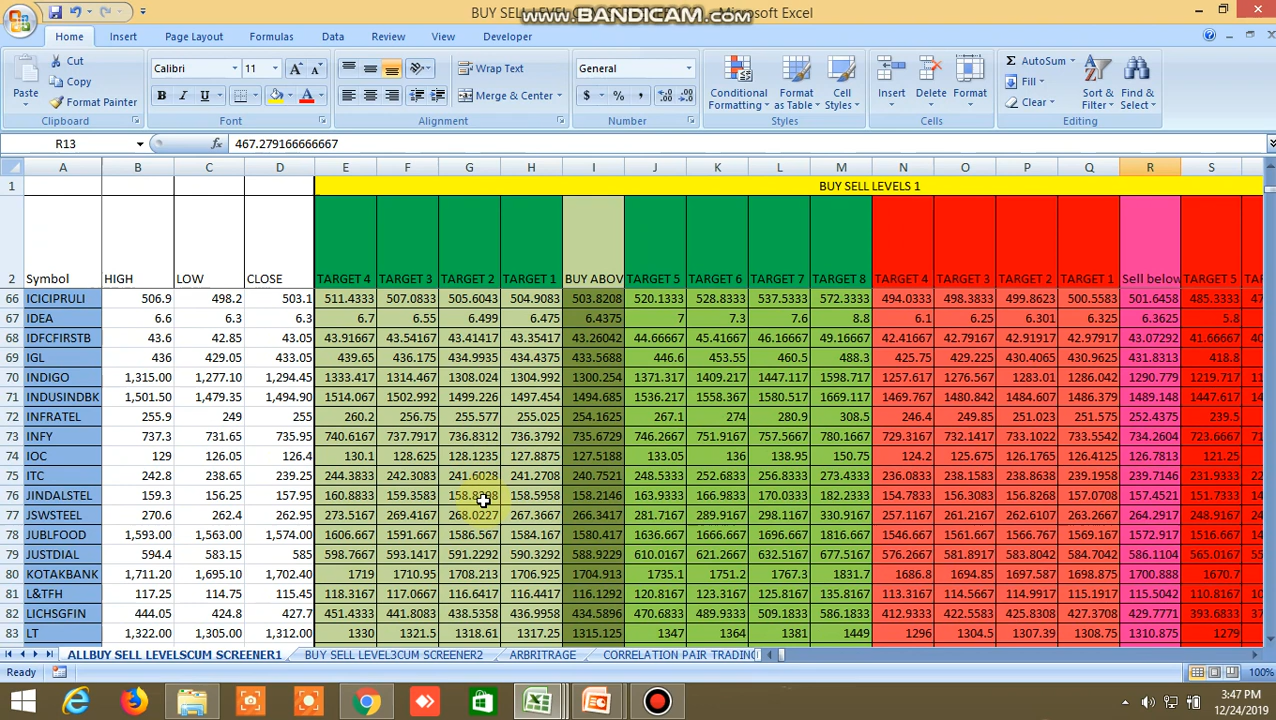 BUY SELL LEVEL
www.BANDICAM.com
Microsoft Excel
Home Insert Page Layout Formulas Data Review View Developer
Paste Cut Copy Format Painter Clipboard
Calibri 11 B I U A A A Font
Wrap Text Merge & Center Alignment
General $ % , Number
Conditional Formatting Format as Table Cell Styles Styles
Insert Delete Format Cells
Σ AutoSum Fill Clear Sort & Filter Find & Select Editing
R13 fx 467.279166666667
A B C D E F G H I J K L M N O P Q R S
1 BUY SELL LEVELS 1
2 Symbol HIGH LOW CLOSE TARGET 4 TARGET 3 TARGET 2 TARGET 1 BUY ABOV TARGET 5 TARGET 6 TARGET 7 TARGET 8 TARGET 4 TARGET 3 TARGET 2 TARGET 1 Sell below TARGET 5 TAR
66 ICICIPRULI 506.9 498.2 503.1 511.4333 507.0833 505.6043 504.9083 503.8208 520.1333 528.8333 537.5333 572.3333 494.0333 498.3833 499.8623 500.5583 501.6458 485.3333
67 IDEA 6.6 6.3 6.3 6.7 6.55 6.499 6.475 6.4375 7 7.3 7.6 8.8 6.1 6.25 6.301 6.325 6.3625 5.8
68 IDFCFIRSTB 43.6 42.85 43.05 43.91667 43.54167 43.41417 43.35417 43.26042 44.66667 45.41667 46.16667 49.16667 42.41667 42.79167 42.91917 42.97917 43.07292 41.66667
69 IGL 436 429.05 433.05 439.65 436.175 434.9935 434.4375 433.5688 446.6 453.55 460.5 488.3 425.75 429.225 430.4065 430.9625 431.8313 418.8
70 INDIGO 1,315.00 1,277.10 1,294.45 1333.417 1314.467 1308.024 1304.992 1300.254 1371.317 1409.217 1447.117 1598.717 1257.617 1276.567 1283.01 1286.042 1290.779 1219.717
71 INDUSINDBK 1,501.50 1,479.35 1,494.90 1514.067 1502.992 1499.226 1497.454 1494.685 1536.217 1558.367 1580.517 1669.117 1469.767 1480.842 1484.607 1486.379 1489.148 1447.617
72 INFRATEL 255.9 249 255 260.2 256.75 255.577 255.025 254.1625 267.1 274 280.9 308.5 246.4 249.85 251.023 251.575 252.4375 239.5
73 INFY 737.3 731.65 735.95 740.6167 737.7917 736.8312 736.3792 735.6729 746.2667 751.9167 757.5667 780.1667 729.3167 732.1417 733.1022 733.5542 734.2604 723.6667
74 IOC 129 126.05 126.4 130.1 128.625 128.1235 127.8875 127.5188 133.05 136 138.95 150.75 124.2 125.675 126.1765 126.4125 126.7813 121.25
75 ITC 242.8 238.65 239.25 244.3833 242.3083 241.6028 241.2708 240.7521 248.5333 252.6833 256.8333 273.4333 236.0833 238.1583 238.8639 239.1958 239.7146 231.9333
76 JINDALSTEL 159.3 156.25 157.95 160.8833 159.3583 158.5958 158.2146 163.9333 166.9833 170.0333 182.2333 154.7833 156.3083 156.8268 157.0708 157.4521 151.7333
77 JSWSTEEL 270.6 262.4 262.95 273.5167 269.4167 268.0227 267.3667 266.3417 281.7167 289.9167 298.1167 330.9167 257.1167 261.2167 262.6107 263.2667 264.2917 248.9167
78 JUBLFOOD 1,593.00 1,563.00 1,574.00 1606.667 1591.667 1586.567 1584.167 1580.417 1636.667 1666.667 1696.667 1816.667 1546.667 1561.667 1566.767 1569.167 1572.917 1516.667
79 JUSTDIAL 594.4 583.15 585 598.7667 593.1417 591.2292 590.3292 588.9229 610.0167 621.2667 632.5167 677.5167 576.2667 581.8917 583.8042 584.7042 586.1104 565.0167
80 KOTAKBANK 1,711.20 1,695.10 1,702.40 1719 1710.95 1708.213 1706.925 1704.913 1735.1 1751.2 1767.3 1831.7 1686.8 1694.85 1697.587 1698.875 1700.888 1670.7
81 L&TFH 117.25 114.75 115.45 118.3167 117.0667 116.6417 116.4417 116.1292 120.8167 123.3167 125.8167 135.8167 113.3167 114.5667 114.9917 115.1917 115.5042 110.8167
82 LICHSGFIN 444.05 424.8 427.7 451.4333 441.8083 438.5358 436.9958 434.5896 470.6833 489.9333 509.1833 586.1833 412.9333 422.5583 425.8308 427.3708 429.7771 393.6833
83 LT 1,322.00 1,305.00 1,312.00 1330 1321.5 1318.61 1317.25 1315.125 1347 1364 1381 1449 1296 1304.5 1307.39 1308.75 1310.875 1279
ALLBUY SELL LEVELSCUM SCREENER1 BUY SELL LEVEL3CUM SCREENER2 ARBRITRAGE CORRELATION PAIR TRADING
Ready 100%
3:47 PM
12/24/2019